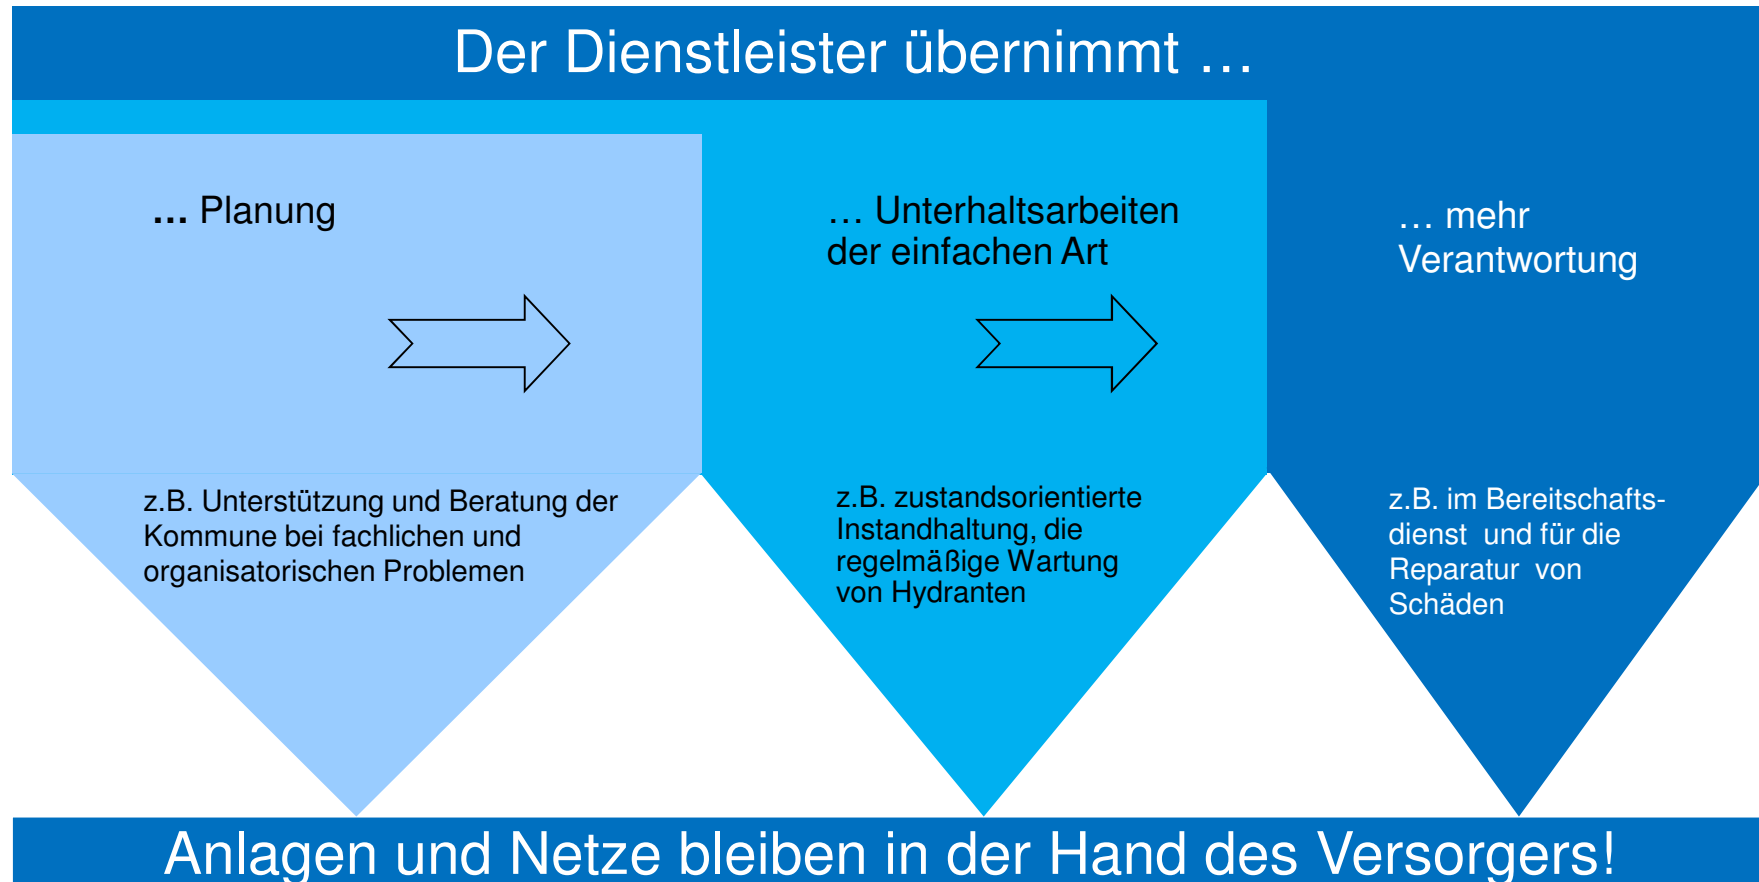 Der Dienstleister übernimmt …
… Planung
z.B. Unterstützung und Beratung der
Kommune bei fachlichen und
organisatorischen Problemen
… Unterhaltsarbeiten
der einfachen Art
z.B. zustandsorientierte
Instandhaltung, die
regelmäßige Wartung
von Hydranten
… mehr
Verantwortung
z.B. im Bereitschafts-
dienst und für die
Reparatur von
Schäden
Anlagen und Netze bleiben in der Hand des Versorgers!